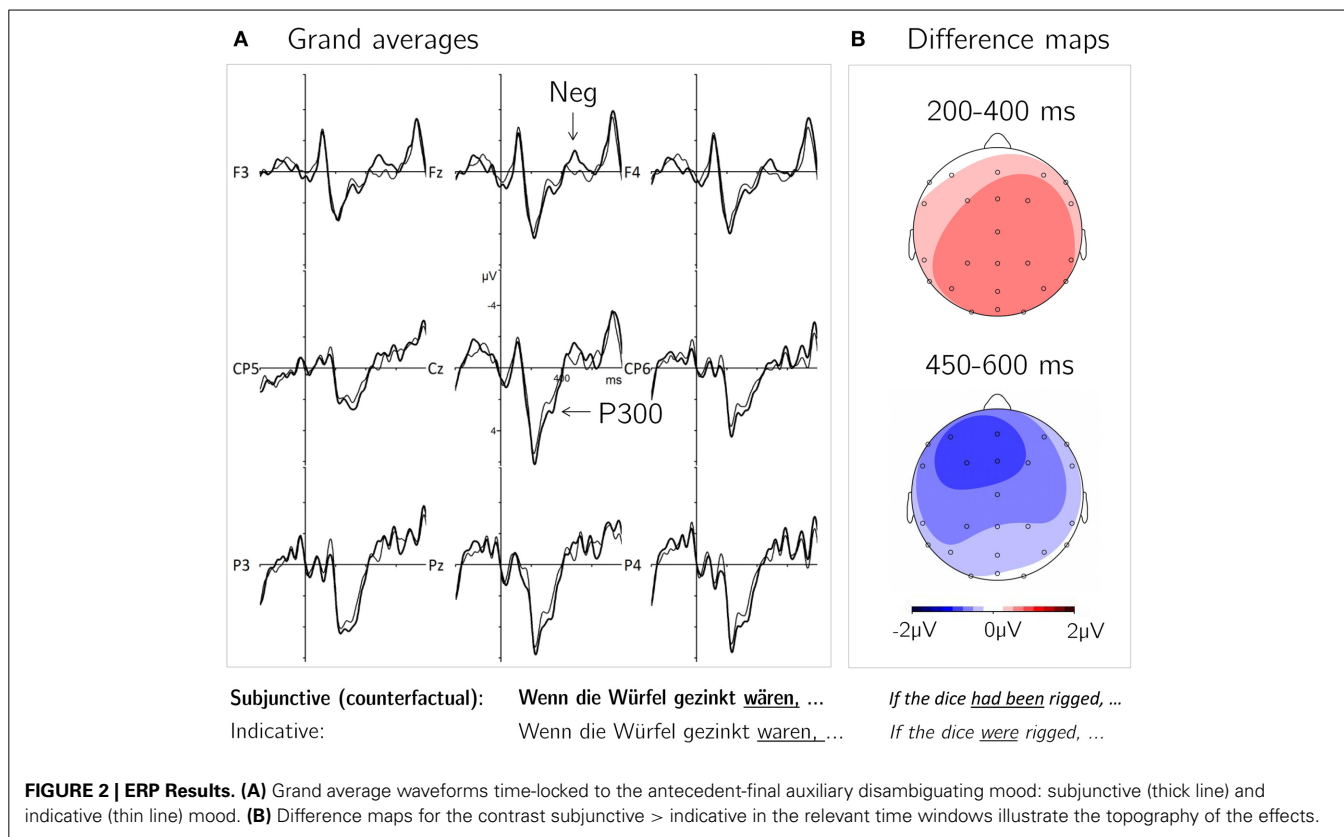 A Grand averages
B Difference maps
Neg
200-400 ms
F3 Fz F4
µV
-4
CP5 Cz CP6
400 ms
P300
4
450-600 ms
P3 Pz P4
-2µV 0µV 2µV
Subjunctive (counterfactual): Wenn die Würfel gezinkt wären, ... If the dice had been rigged, ...
Indicative: Wenn die Würfel gezinkt waren, ... If the dice were rigged, ...
FIGURE 2 | ERP Results. (A) Grand average waveforms time-locked to the antecedent-final auxiliary disambiguating mood: subjunctive (thick line) and
indicative (thin line) mood. (B) Difference maps for the contrast subjunctive > indicative in the relevant time windows illustrate the topography of the effects.